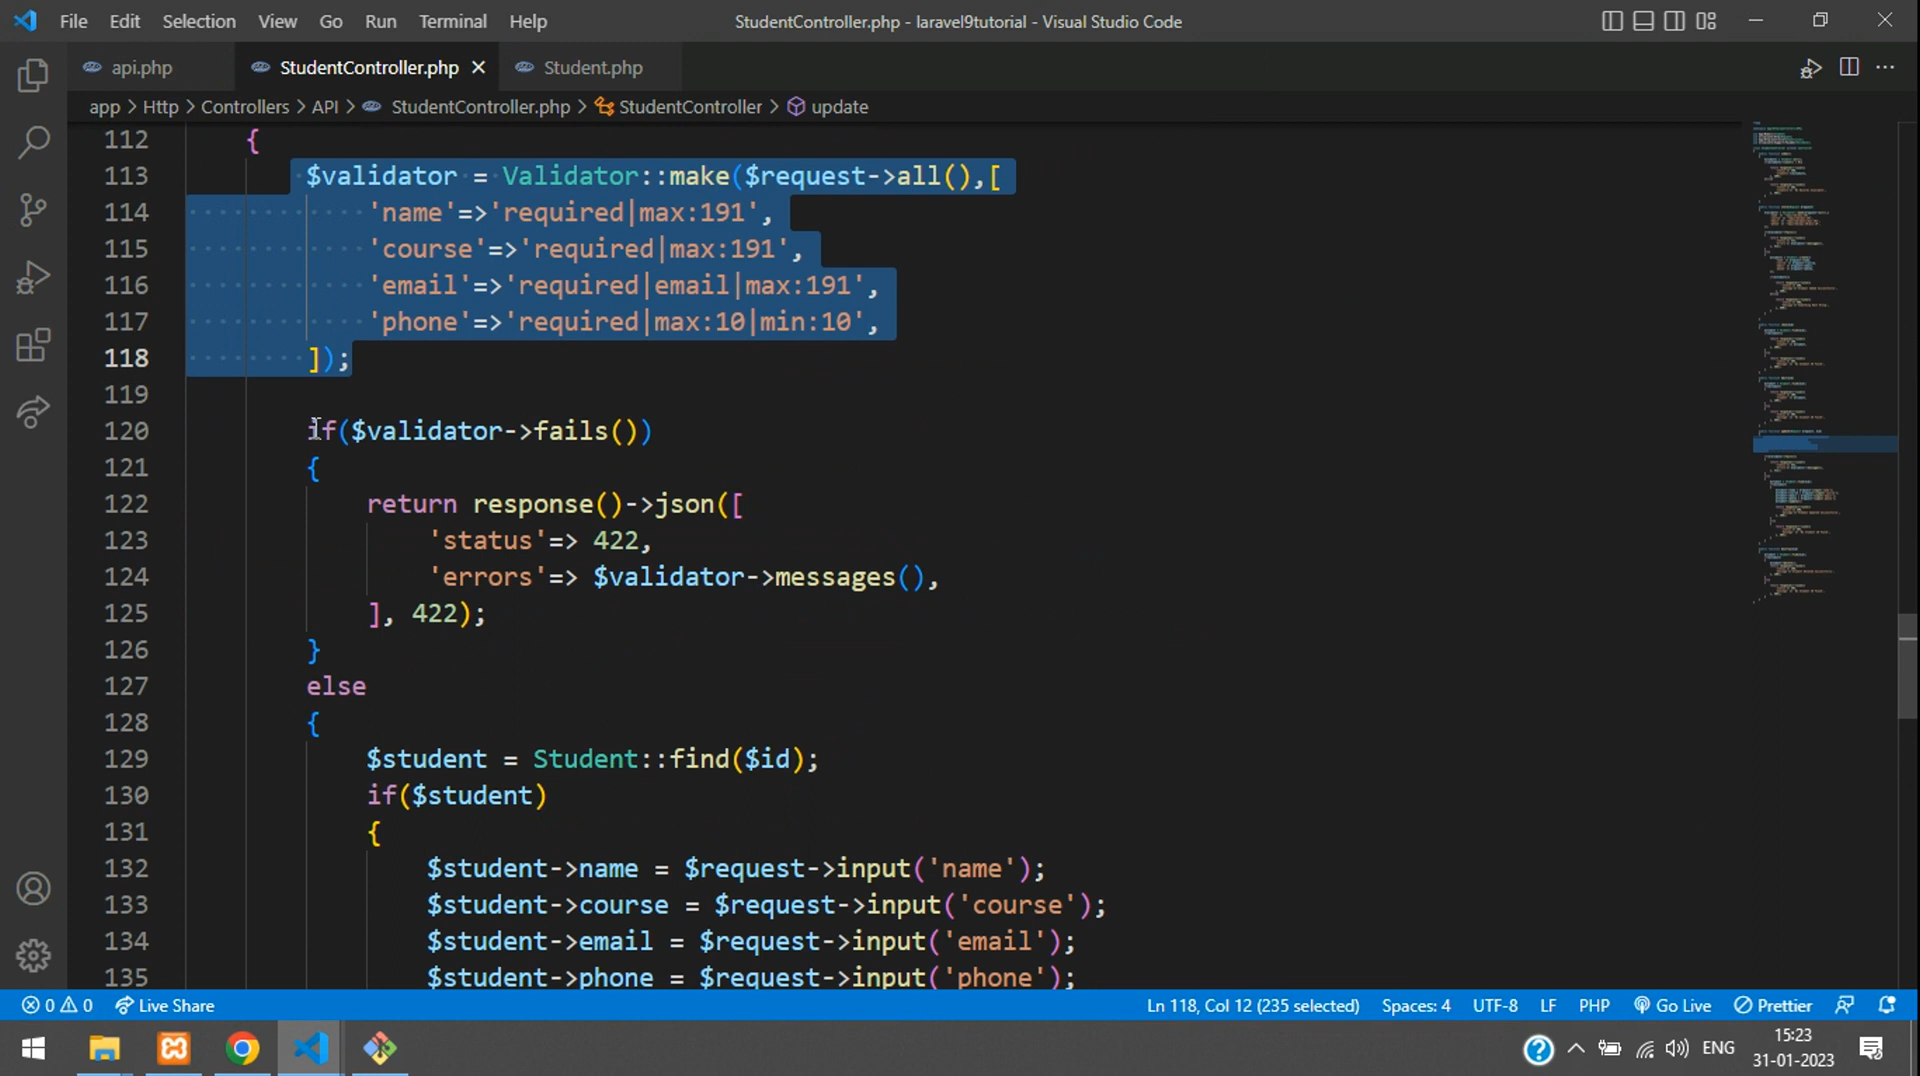 File Edit Selection View Go Run Terminal Help StudentController.php - laravel9tutorial - Visual Studio Code
api.php StudentController.php Student.php
app > Http > Controllers > API > StudentController.php > StudentController > update
112 {
113 $validator = Validator::make($request->all(),[
114 'name'=>'required|max:191',
115 'course'=>'required|max:191',
116 'email'=>'required|email|max:191',
117 'phone'=>'required|max:10|min:10',
118 ]);
119
120 if($validator->fails())
121 {
122 return response()->json([
123 'status'=> 422,
124 'errors'=> $validator->messages(),
125 ], 422);
126 }
127 else
128 {
129 $student = Student::find($id);
130 if($student)
131 {
132 $student->name = $request->input('name');
133 $student->course = $request->input('course');
134 $student->email = $request->input('email');
135 $student->phone = $request->input('phone');
0 0 Live Share Ln 118, Col 12 (235 selected) Spaces: 4 UTF-8 LF PHP Go Live Prettier
ENG 15:23
31-01-2023